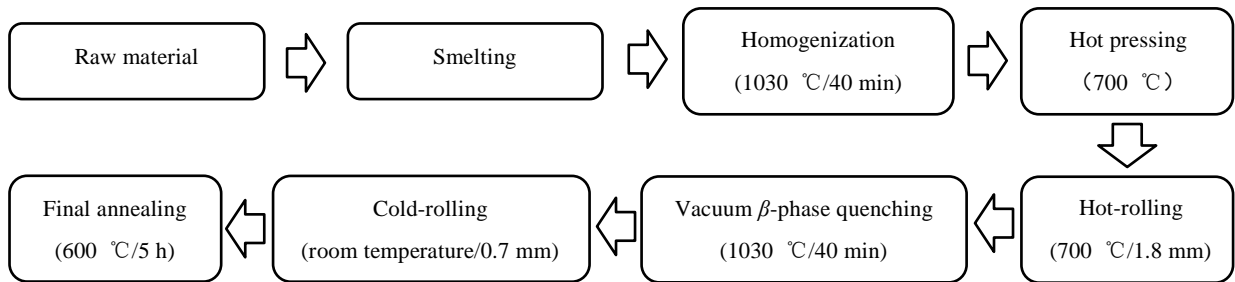 Raw material
Smelting
Homogenization
(1030 ℃/40 min)
Hot pressing
（700 ℃）
Hot-rolling
(700 ℃/1.8 mm)
Vacuum β-phase quenching
(1030 ℃/40 min)
Cold-rolling
(room temperature/0.7 mm)
Final annealing
(600 ℃/5 h)